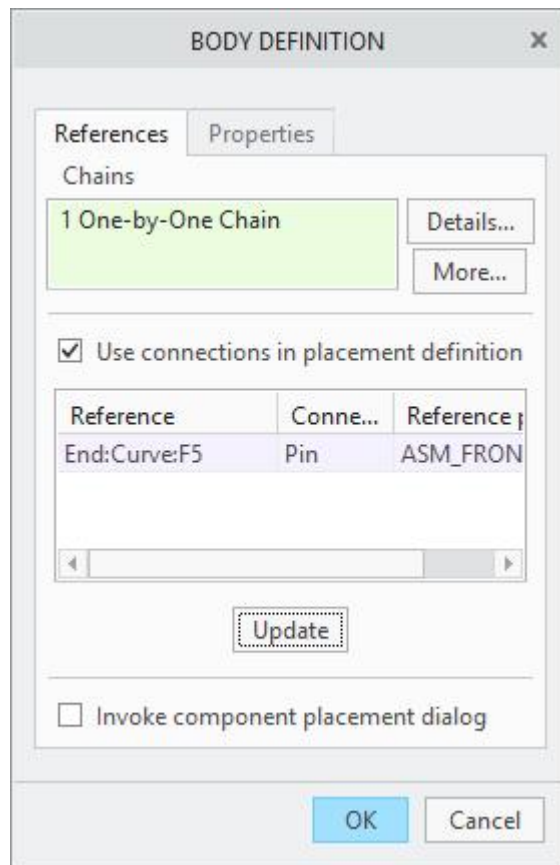 BODY DEFINITION
References Properties
Chains
1 One-by-One Chain
Details...
More...
Use connections in placement definition
Reference Conne... Reference p
End:Curve:F5 Pin ASM_FRON
Update
Invoke component placement dialog
OK Cancel